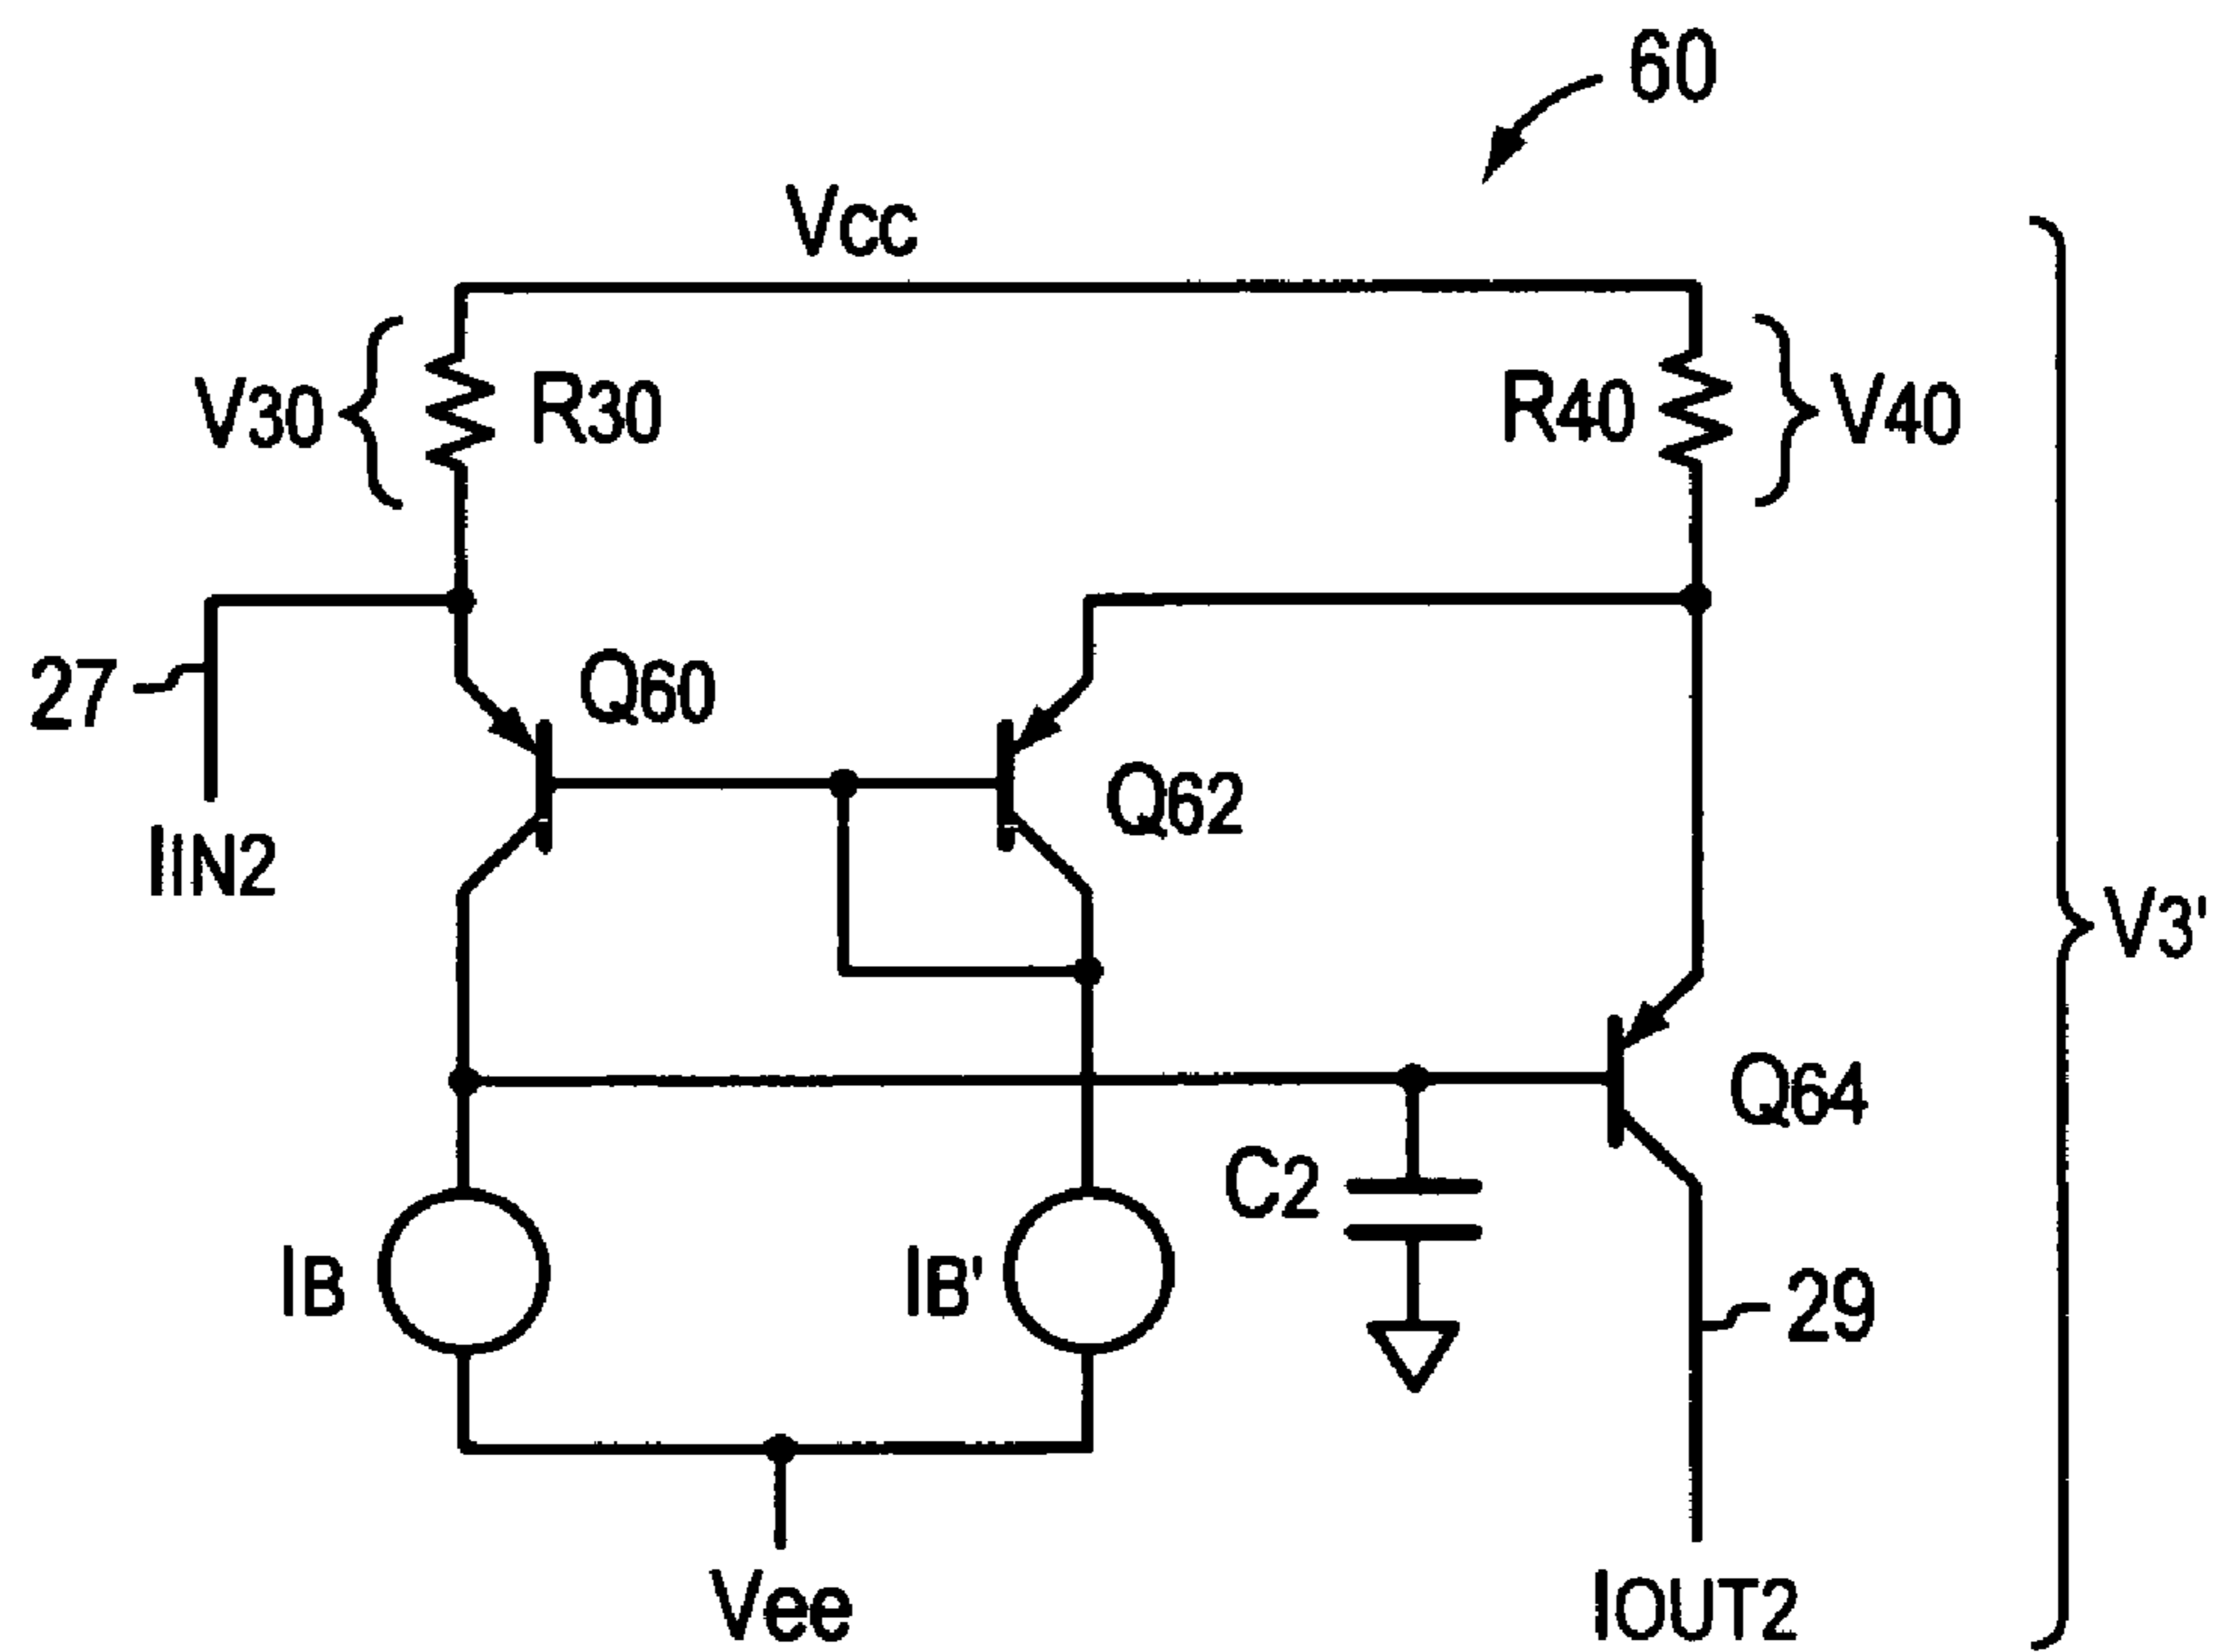 60
Vcc
V30
R30
R40
V40
27
Q60
Q62
IIN2
V3'
Q64
C2
IB
IB'
29
Vee
IOUT2